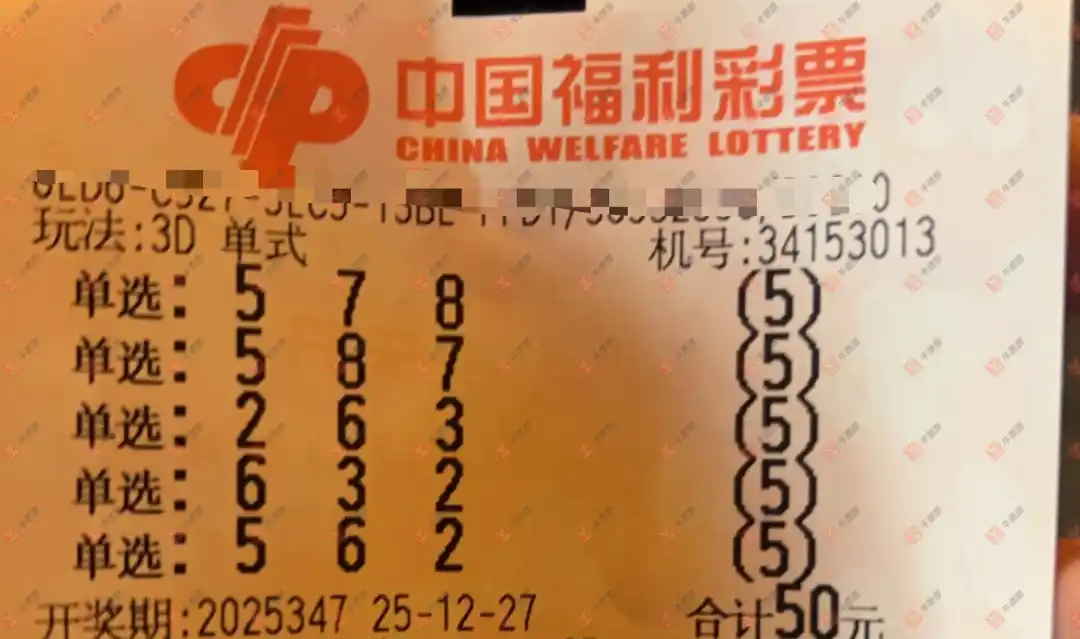 中国福利彩票
CHINA WELFARE LOTTERY
玩法:3D 单式 机号:34153013
单选: 5 7 8 (5)
单选: 5 8 7 (5)
单选: 2 6 3 (5)
单选: 6 3 2 (5)
单选: 5 6 2 (5)
开奖期:2025347 25-12-27 合计50元